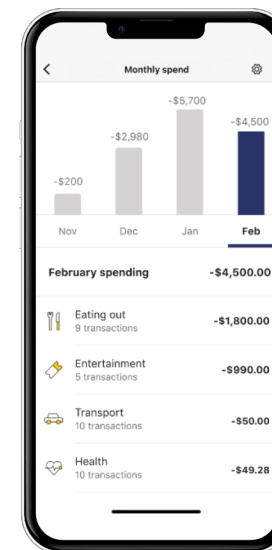 Monthly spend
-$5,700
-$4,500
-$2,980
-$200
Nov Dec Jan Feb
February spending -$4,500.00
Eating out
9 transactions
-$1,800.00
Entertainment
5 transactions
-$990.00
Transport
10 transactions
-$50.00
Health
10 transactions
-$49.28